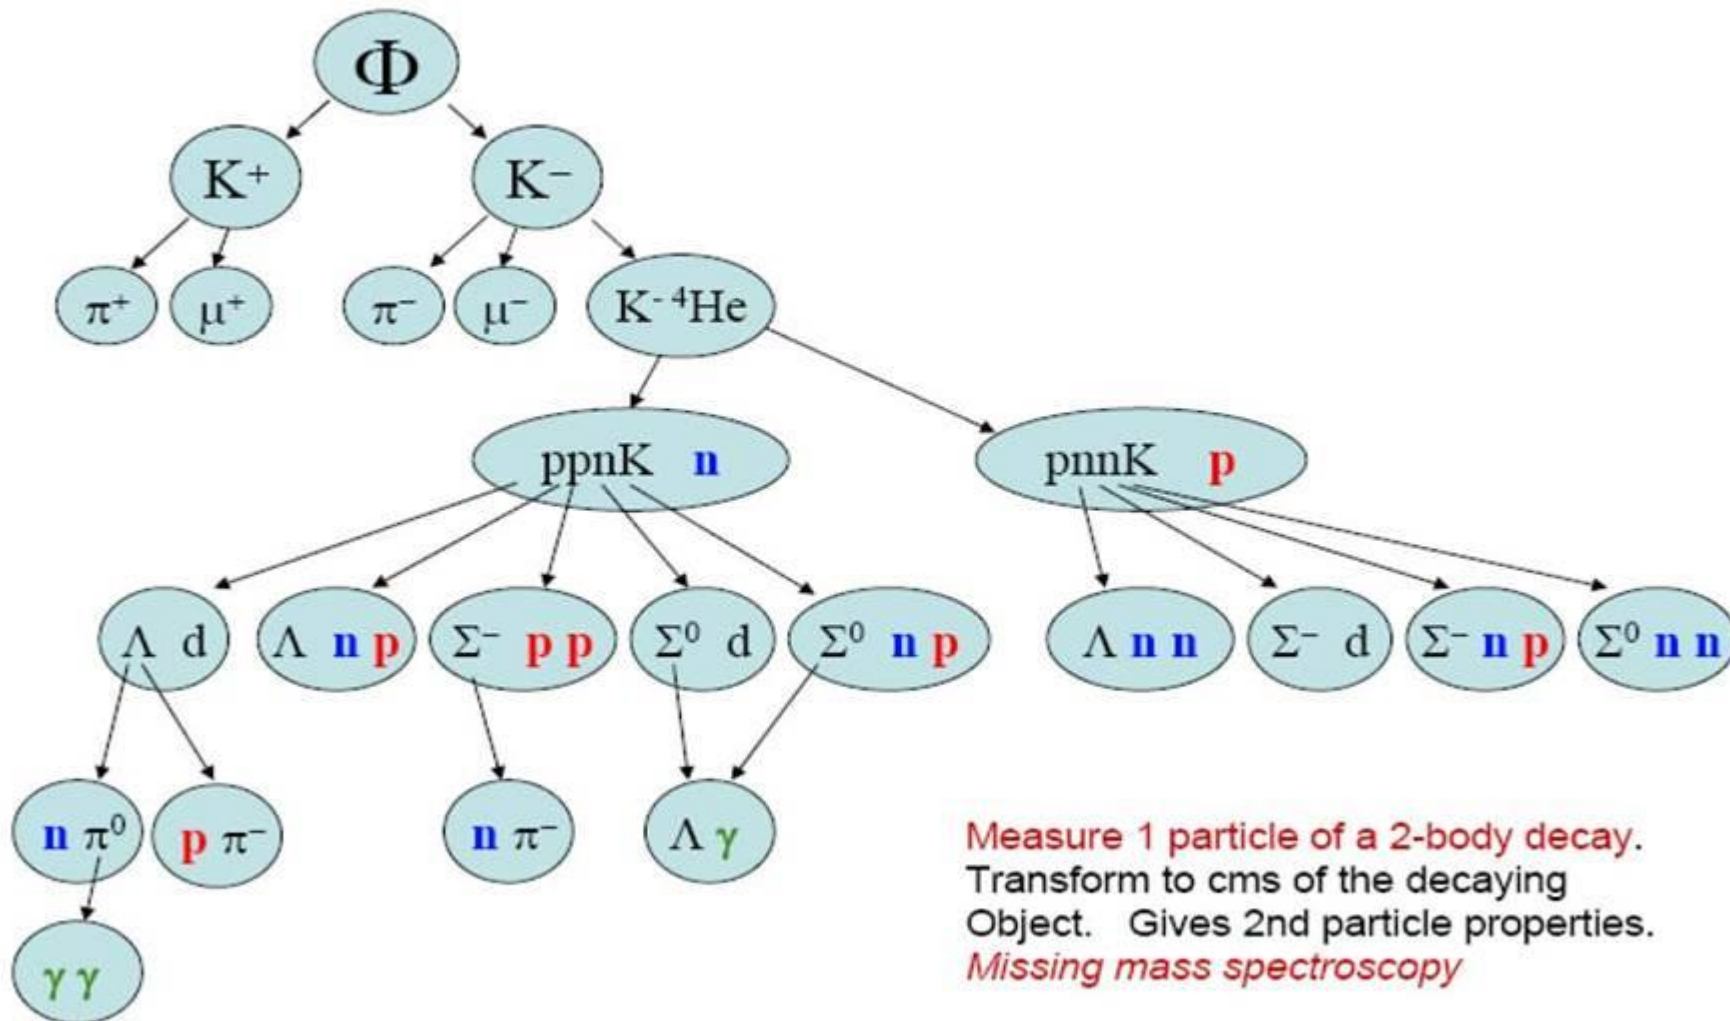 Φ
K⁺ K⁻
π⁺ μ⁺ π⁻ μ⁻ K⁻ ⁴He
ppnK n pnnK p
Λ d Λ n p Σ⁻ p p Σ⁰ d Σ⁰ n p Λ n n Σ⁻ d Σ⁻ n p Σ⁰ n n
n π⁰ p π⁻ n π⁻ Λ γ
γ γ
Measure 1 particle of a 2-body decay.
Transform to cms of the decaying
Object. Gives 2nd particle properties.
Missing mass spectroscopy